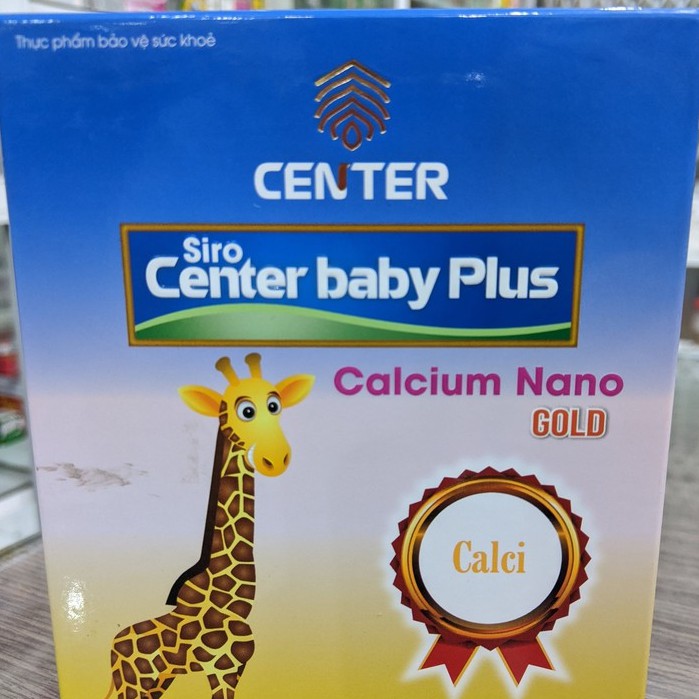 Thực phẩm bảo vệ sức khoẻ
CENTER
Siro
Center baby Plus
Calcium Nano
GOLD
Calci